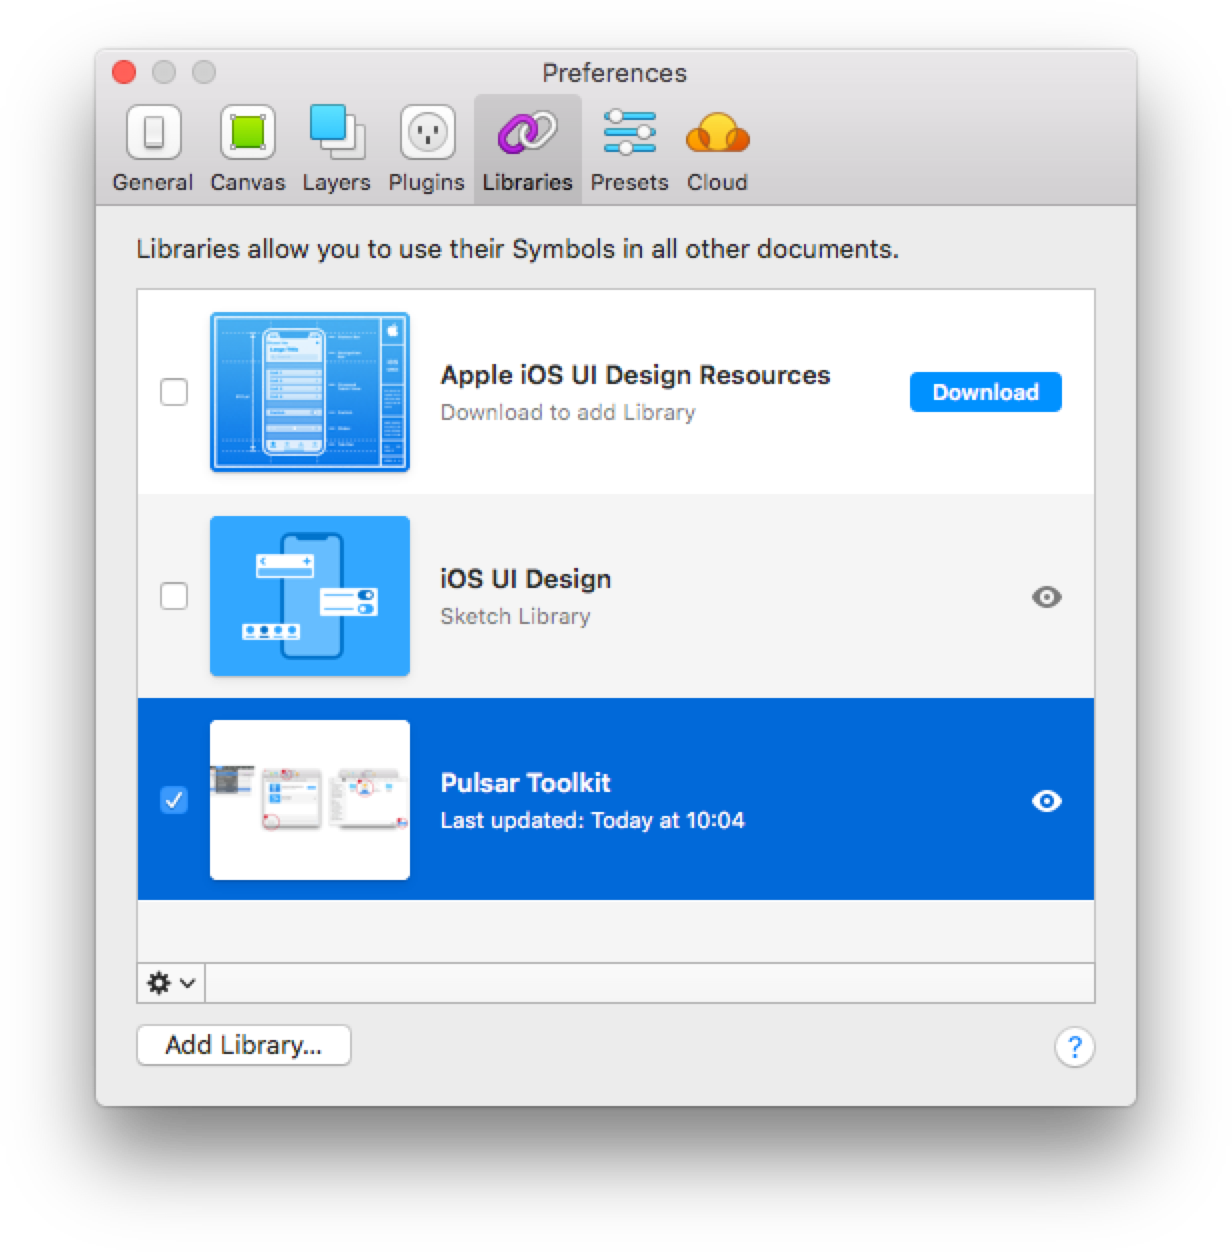 Preferences
General Canvas Layers Plugins Libraries Presets Cloud
Libraries allow you to use their Symbols in all other documents.
Apple iOS UI Design Resources
Download to add Library
Download
iOS UI Design
Sketch Library
Pulsar Toolkit
Last updated: Today at 10:04
Add Library...
?